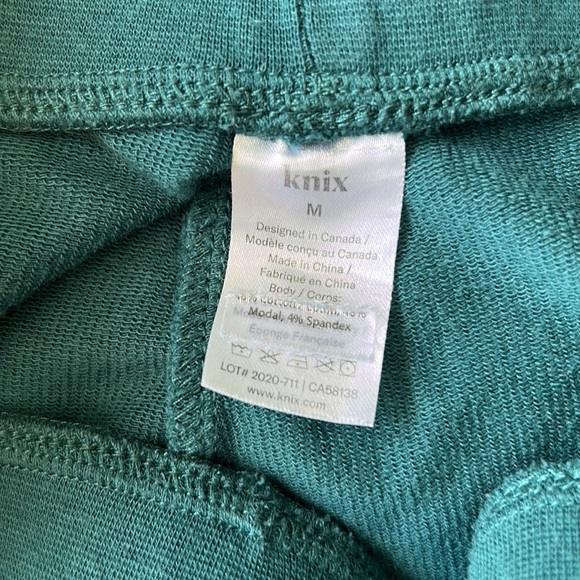 knix
M
Designed in Canada /
Modèle conçu au Canada
Made in China /
Fabriqué en China
Body / Corps:
Modal, 4% Spandex
Éponge Française
LOT# 2020-711 | CA58138
www.knix.com